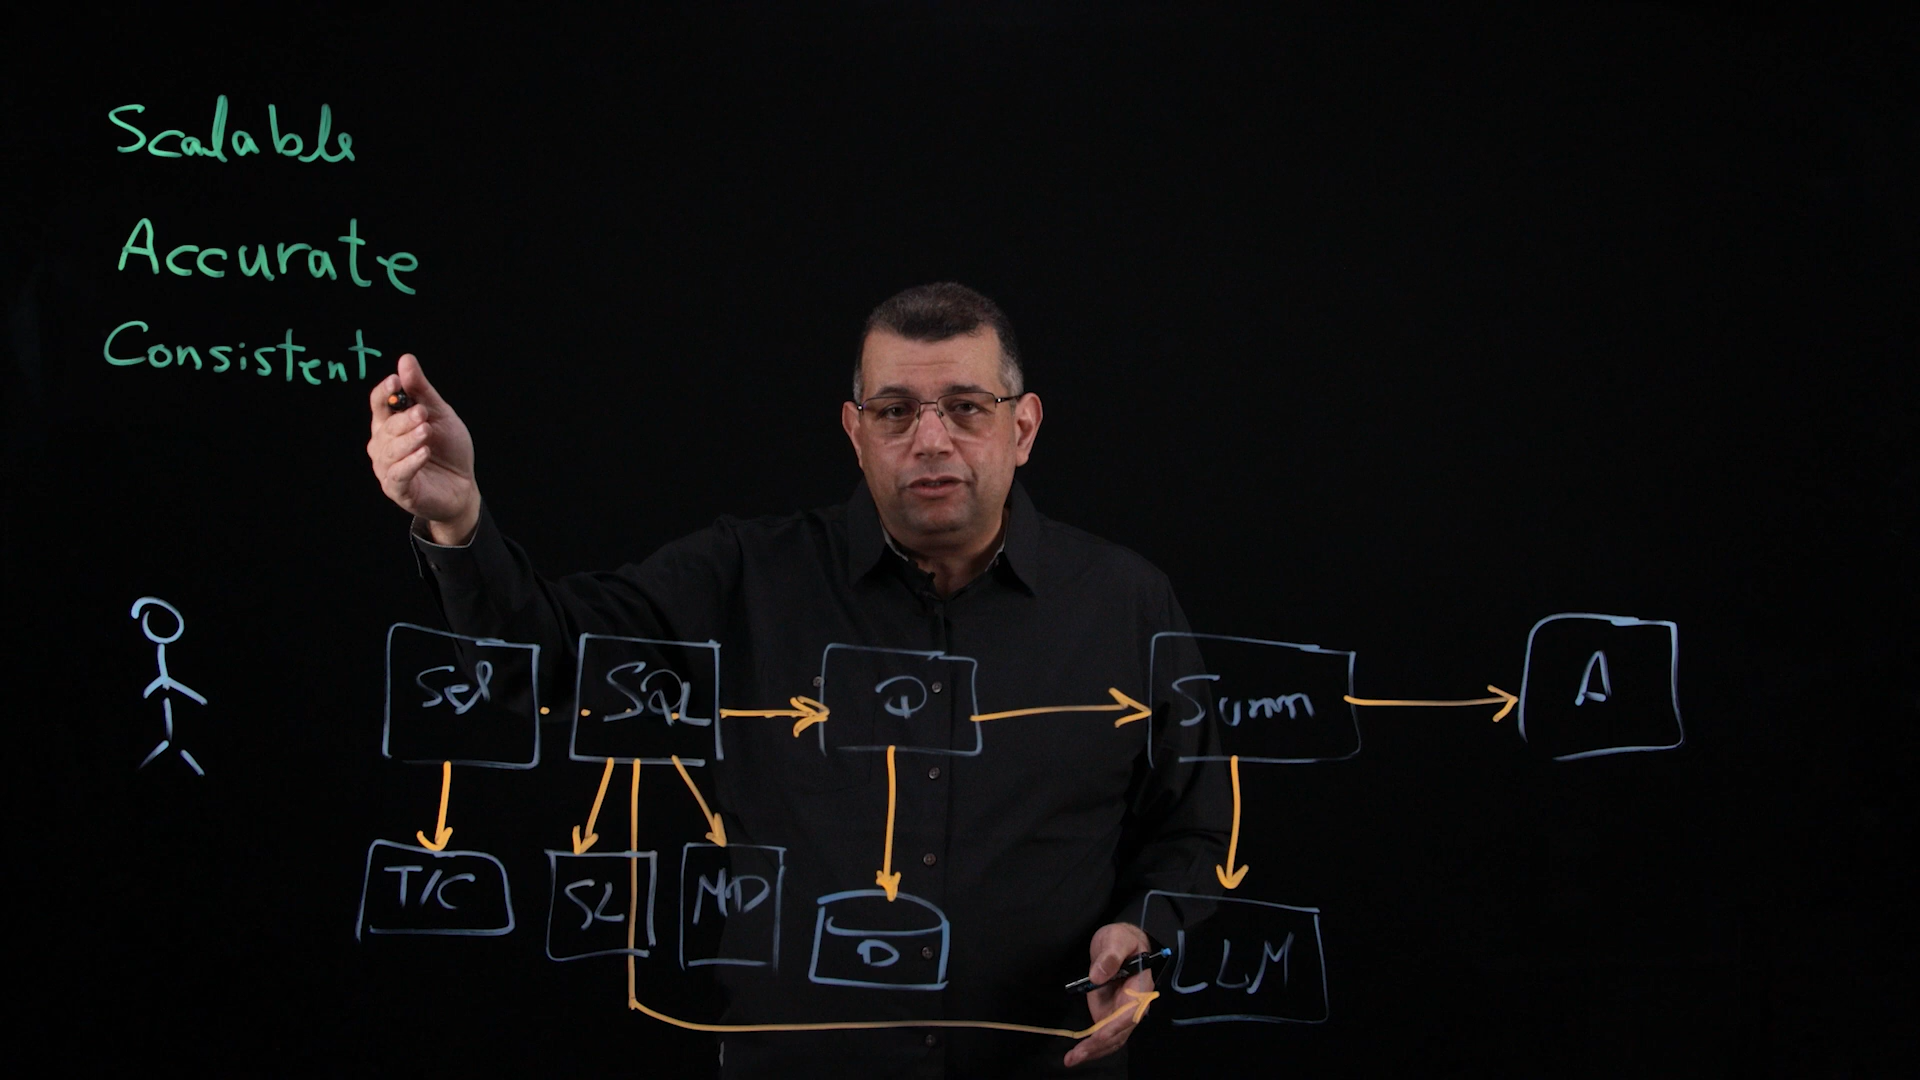 Scalable
Accurate
Consistent
Sel SQL Q Summ A
T/C SL MD D LLM